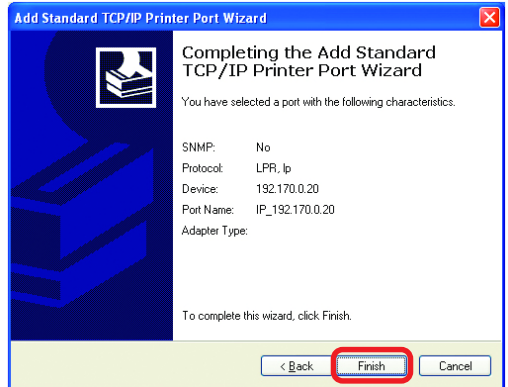 Add Standard TCP/IP Printer Port Wizard
Completing the Add Standard
TCP/IP Printer Port Wizard
You have selected a port with the following characteristics.
SNMP: No
Protocol: LPR, lp
Device: 192.170.0.20
Port Name: IP_192.170.0.20
Adapter Type:
To complete this wizard, click Finish.
< Back Finish Cancel